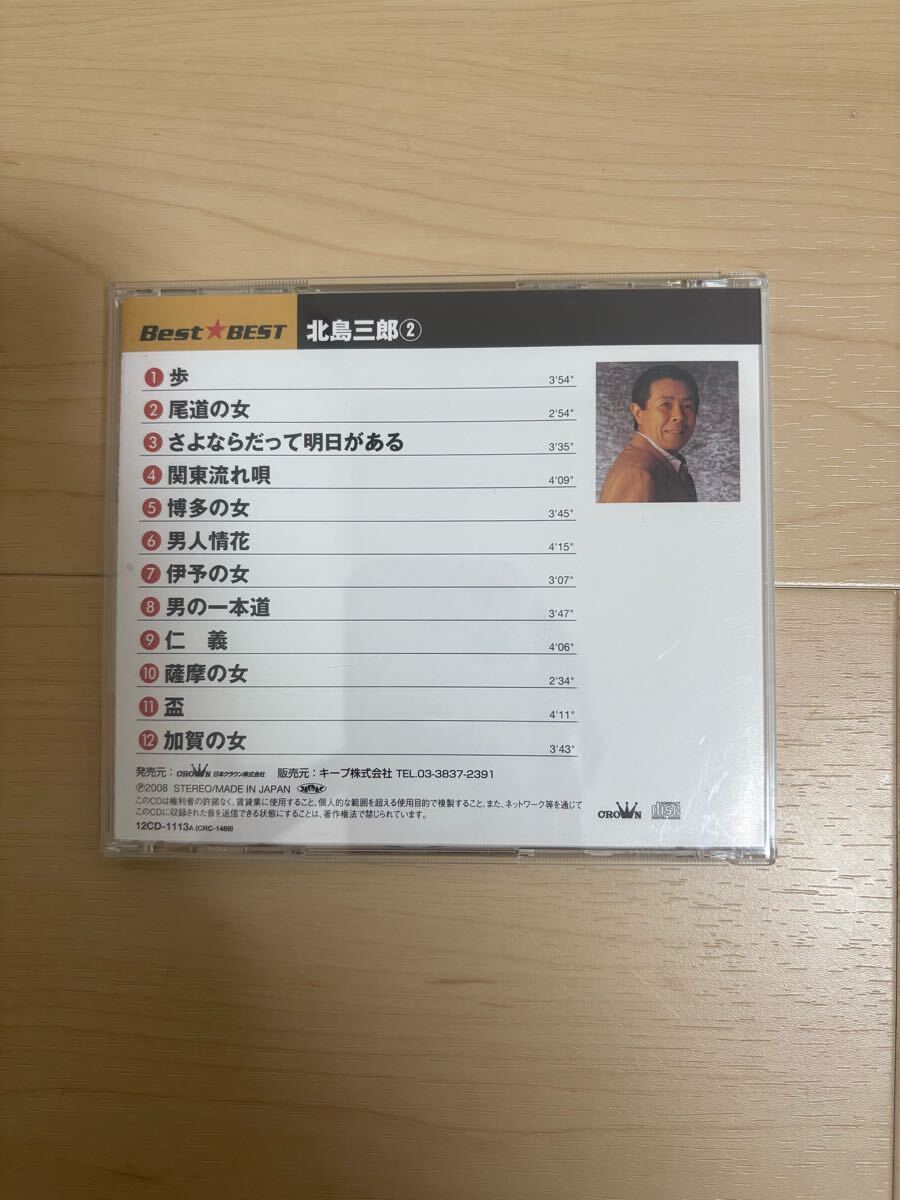 Best★BEST 北島三郎②
1 歩 3'54"
2 尾道の女 2'54"
3 さよならだって明日がある 3'35"
4 関東流れ唄 4'09"
5 博多の女 3'45"
6 男人情花 4'15"
7 伊予の女 3'07"
8 男の一本道 3'47"
9 仁　義 4'06"
10 薩摩の女 2'34"
11 盃 4'11"
12 加賀の女 3'43"
発売元：CROWN 日本クラウン株式会社 販売元：キープ株式会社 TEL.03-3837-2391
Ⓟ2008 STEREO/MADE IN JAPAN
このCDは権利者の許諾なく、賃貸業に使用すること、個人的な範囲を超える使用目的で複製すること、また、ネットワーク等を通じて
このCDに収録された音を送信できる状態にすることは、著作権法で禁じられています。
12CD-1113A (CRC-1489)
CROWN
COMPACT disc DIGITAL AUDIO